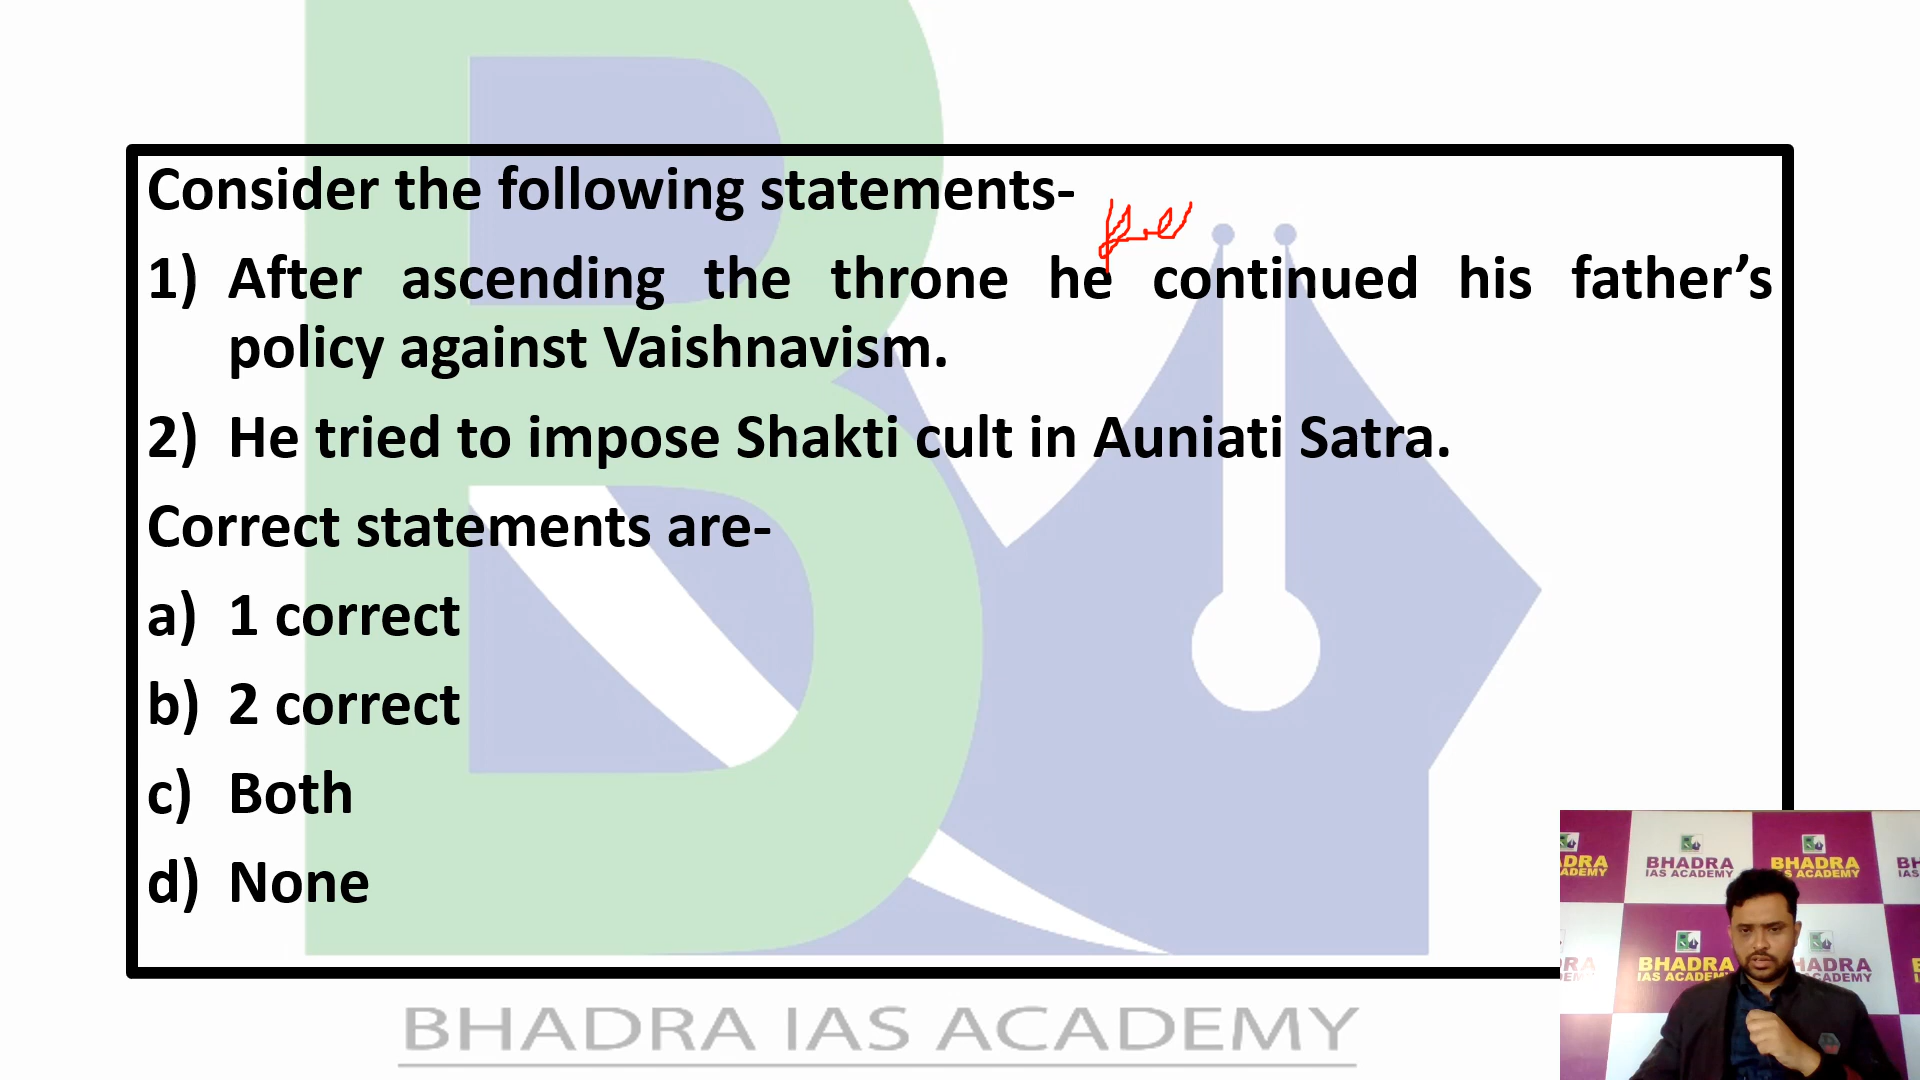 Consider the following statements-
1) After ascending the throne he continued his father’s
policy against Vaishnavism.
2) He tried to impose Shakti cult in Auniati Satra.
Correct statements are-
a) 1 correct
b) 2 correct
c) Both
d) None
BHADRA IAS ACADEMY
BHADRA
IAS ACADEMY
BHADRA
IAS ACADEMY
BHADRA
IAS ACADEMY